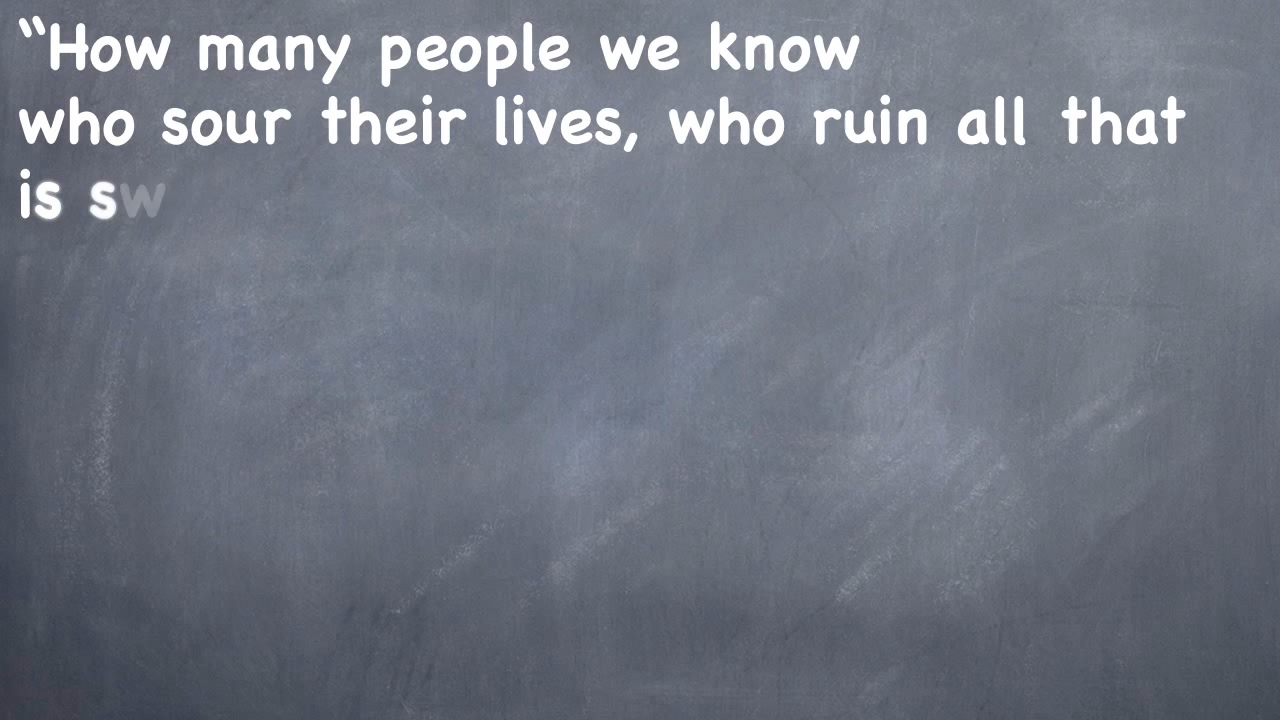 “How many people we know
who sour their lives, who ruin all that
is sw